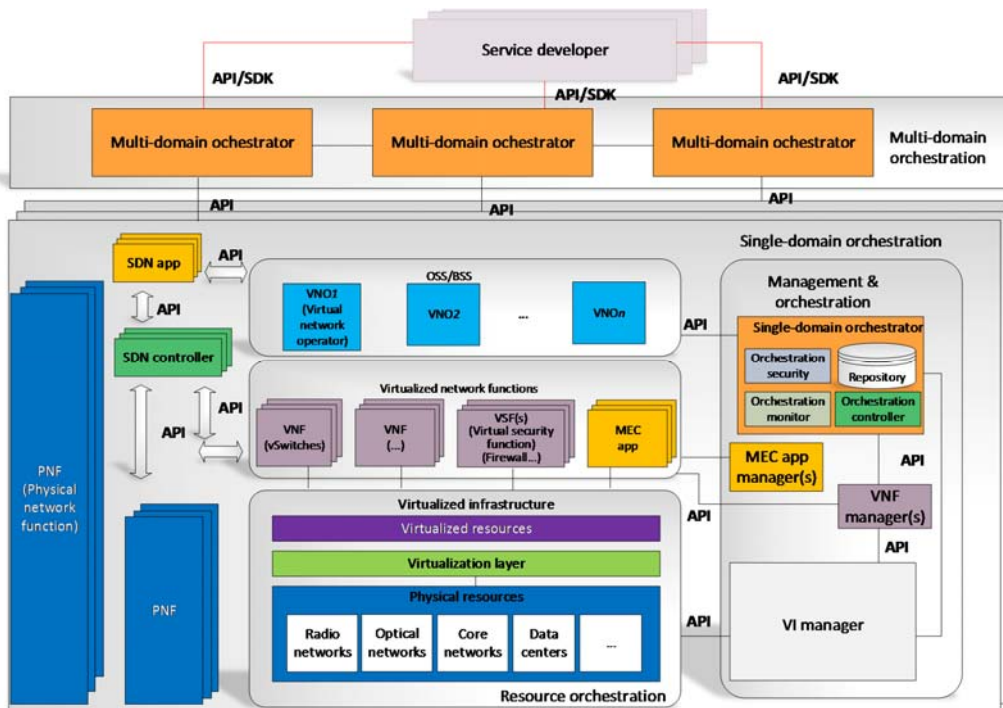 Service developer
API/SDK
API/SDK
API/SDK
Multi-domain ochestrator
Multi-domain ochestrator
Multi-domain ochestrator
Multi-domain
orchestration
API
API
API
Single-domain orchestration
SDN app
API
OSS/BSS
VNO1
(Virtual
network
operator)
VNO2
...
VNOn
API
SDN controller
API
Management &
orchestration
Single-domain orchestrator
Orchestration
security
Repository
Orchestration
monitor
Orchestration
controller
Virtualized network functions
VNF
(vSwitches)
VNF
(...)
VSF(s)
(Virtual security
function)
(Firewall...)
MEC
app
API
API
MEC app
manager(s)
API
VNF
manager(s)
API
API
PNF
(Physical
network
function)
PNF
Virtualized infrastructure
Virtualized resources
Virtualization layer
Physical resources
Radio
networks
Optical
networks
Core
networks
Data
centers
...
Resource orchestration
API
VI manager